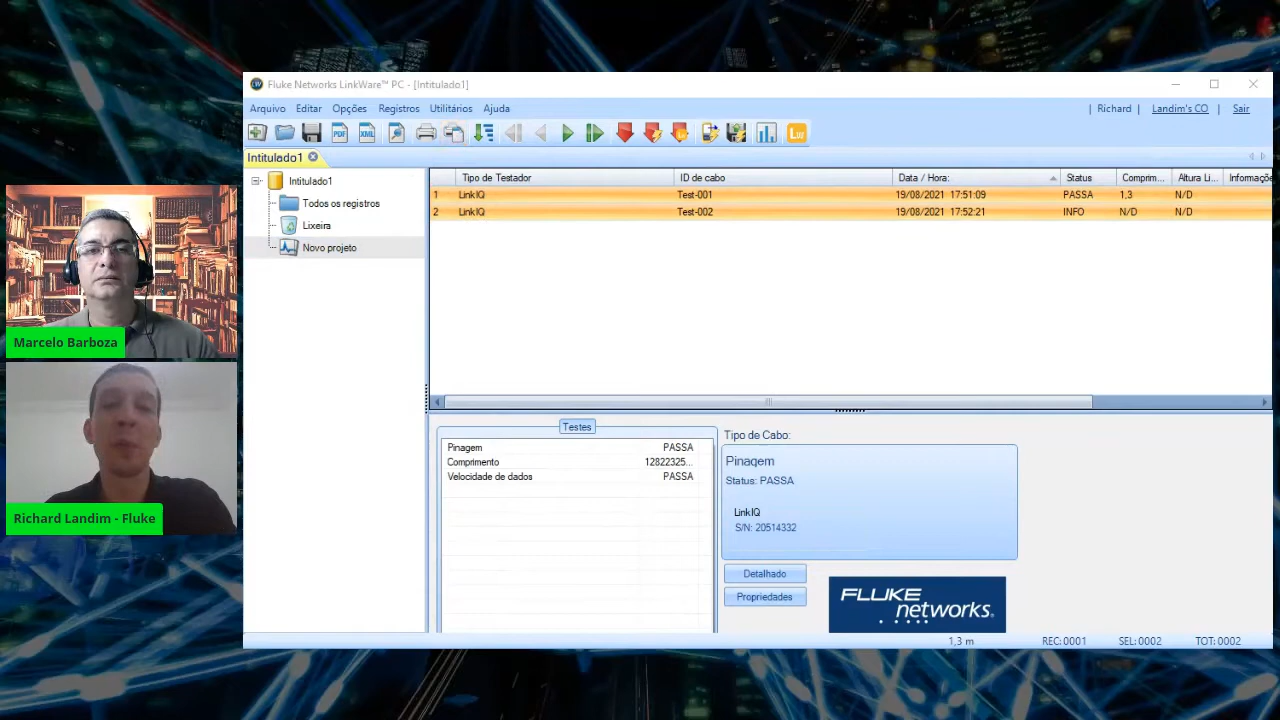 Fluke Networks LinkWare™ PC - [Intitulado1]
Arquivo Editar Opções Registros Utilitários Ajuda | Richard | Landim's CO | Sair
PDF XML Lw
Intitulado1
Intitulado1
Todos os registros
Lixeira
Novo projeto
Tipo de Testador ID de cabo Data / Hora: Status Comprim... Altura Li... Informaçõe
1 LinkIQ Test-001 19/08/2021 17:51:09 PASSA 1,3 N/D
2 LinkIQ Test-002 19/08/2021 17:52:21 INFO N/D N/D
Marcelo Barboza
Richard Landim - Fluke
Testes
Pinagem PASSA
Comprimento 12822325...
Velocidade de dados PASSA
Tipo de Cabo:
Pinagem
Status: PASSA
LinkIQ
S/N: 20514332
Detalhado
Propriedades
FLUKE
networks®
1,3 m REC:0001 SEL:0002 TOT:0002